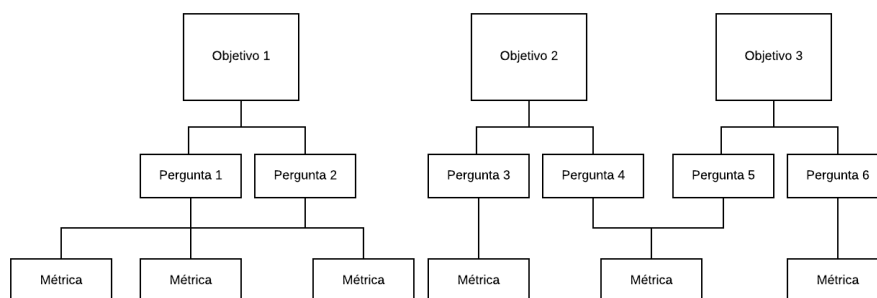 Objetivo 1
Objetivo 2
Objetivo 3
Pergunta 1
Pergunta 2
Pergunta 3
Pergunta 4
Pergunta 5
Pergunta 6
Métrica
Métrica
Métrica
Métrica
Métrica
Métrica